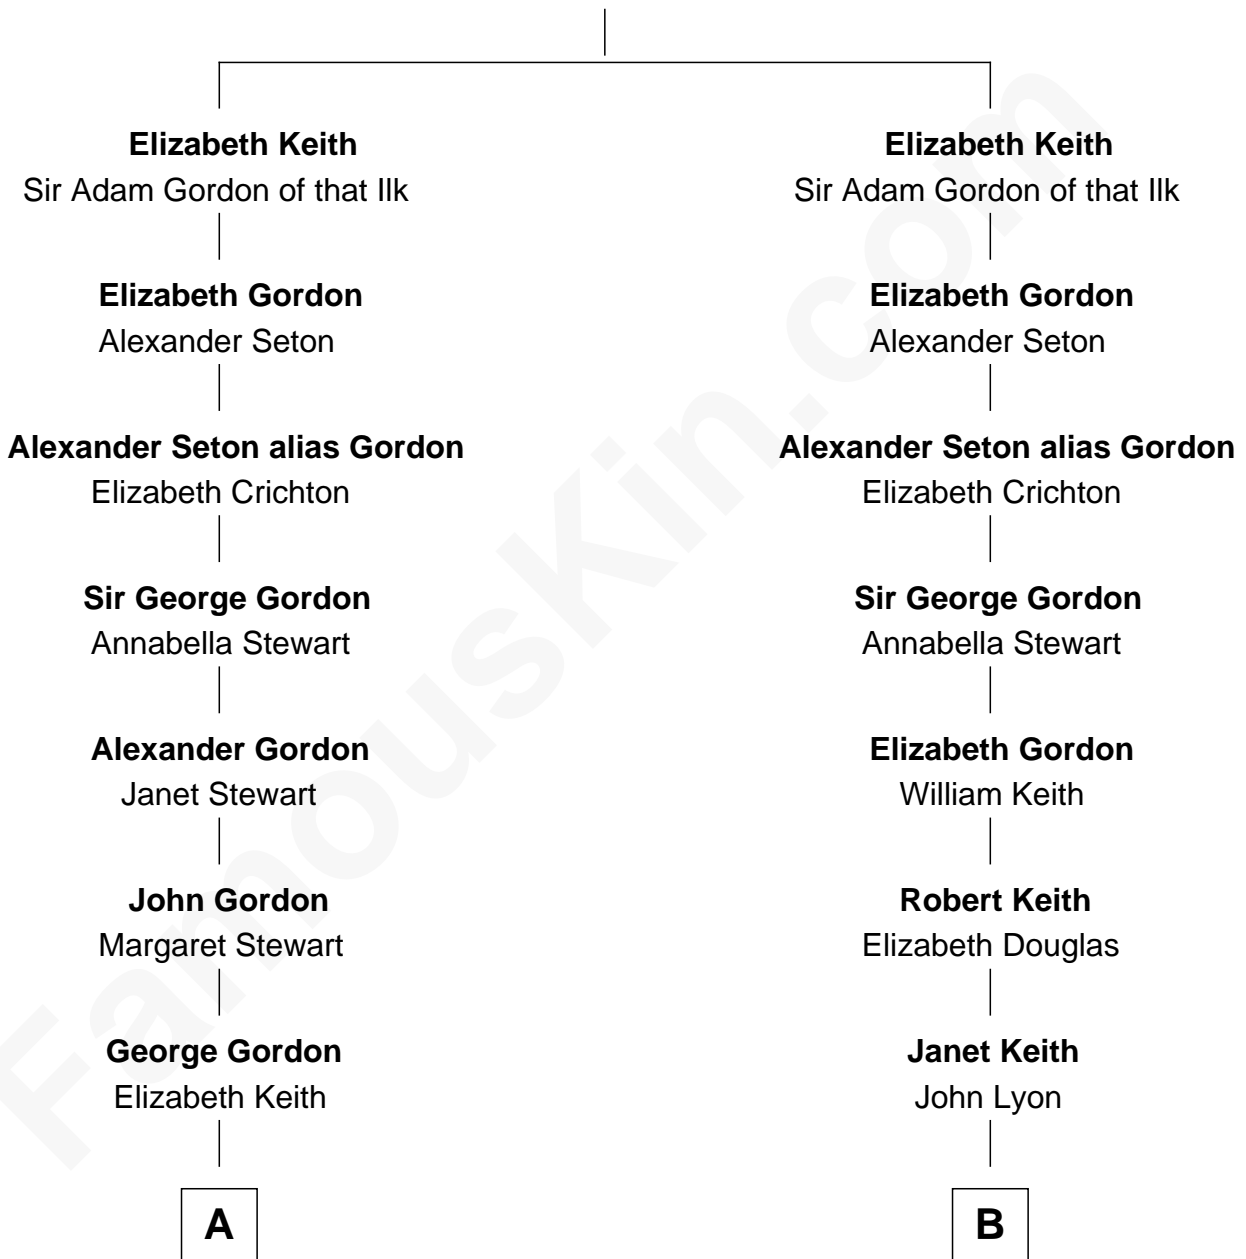 Elizabeth Keith
Sir Adam Gordon of that Ilk
Elizabeth Gordon
Alexander Seton
Alexander Seton alias Gordon
Elizabeth Crichton
Sir George Gordon
Annabella Stewart
Alexander Gordon
Janet Stewart
John Gordon
Margaret Stewart
George Gordon
Elizabeth Keith
A
Elizabeth Keith
Sir Adam Gordon of that Ilk
Elizabeth Gordon
Alexander Seton
Alexander Seton alias Gordon
Elizabeth Crichton
Sir George Gordon
Annabella Stewart
Elizabeth Gordon
William Keith
Robert Keith
Elizabeth Douglas
Janet Keith
John Lyon
B
FamousKin.com